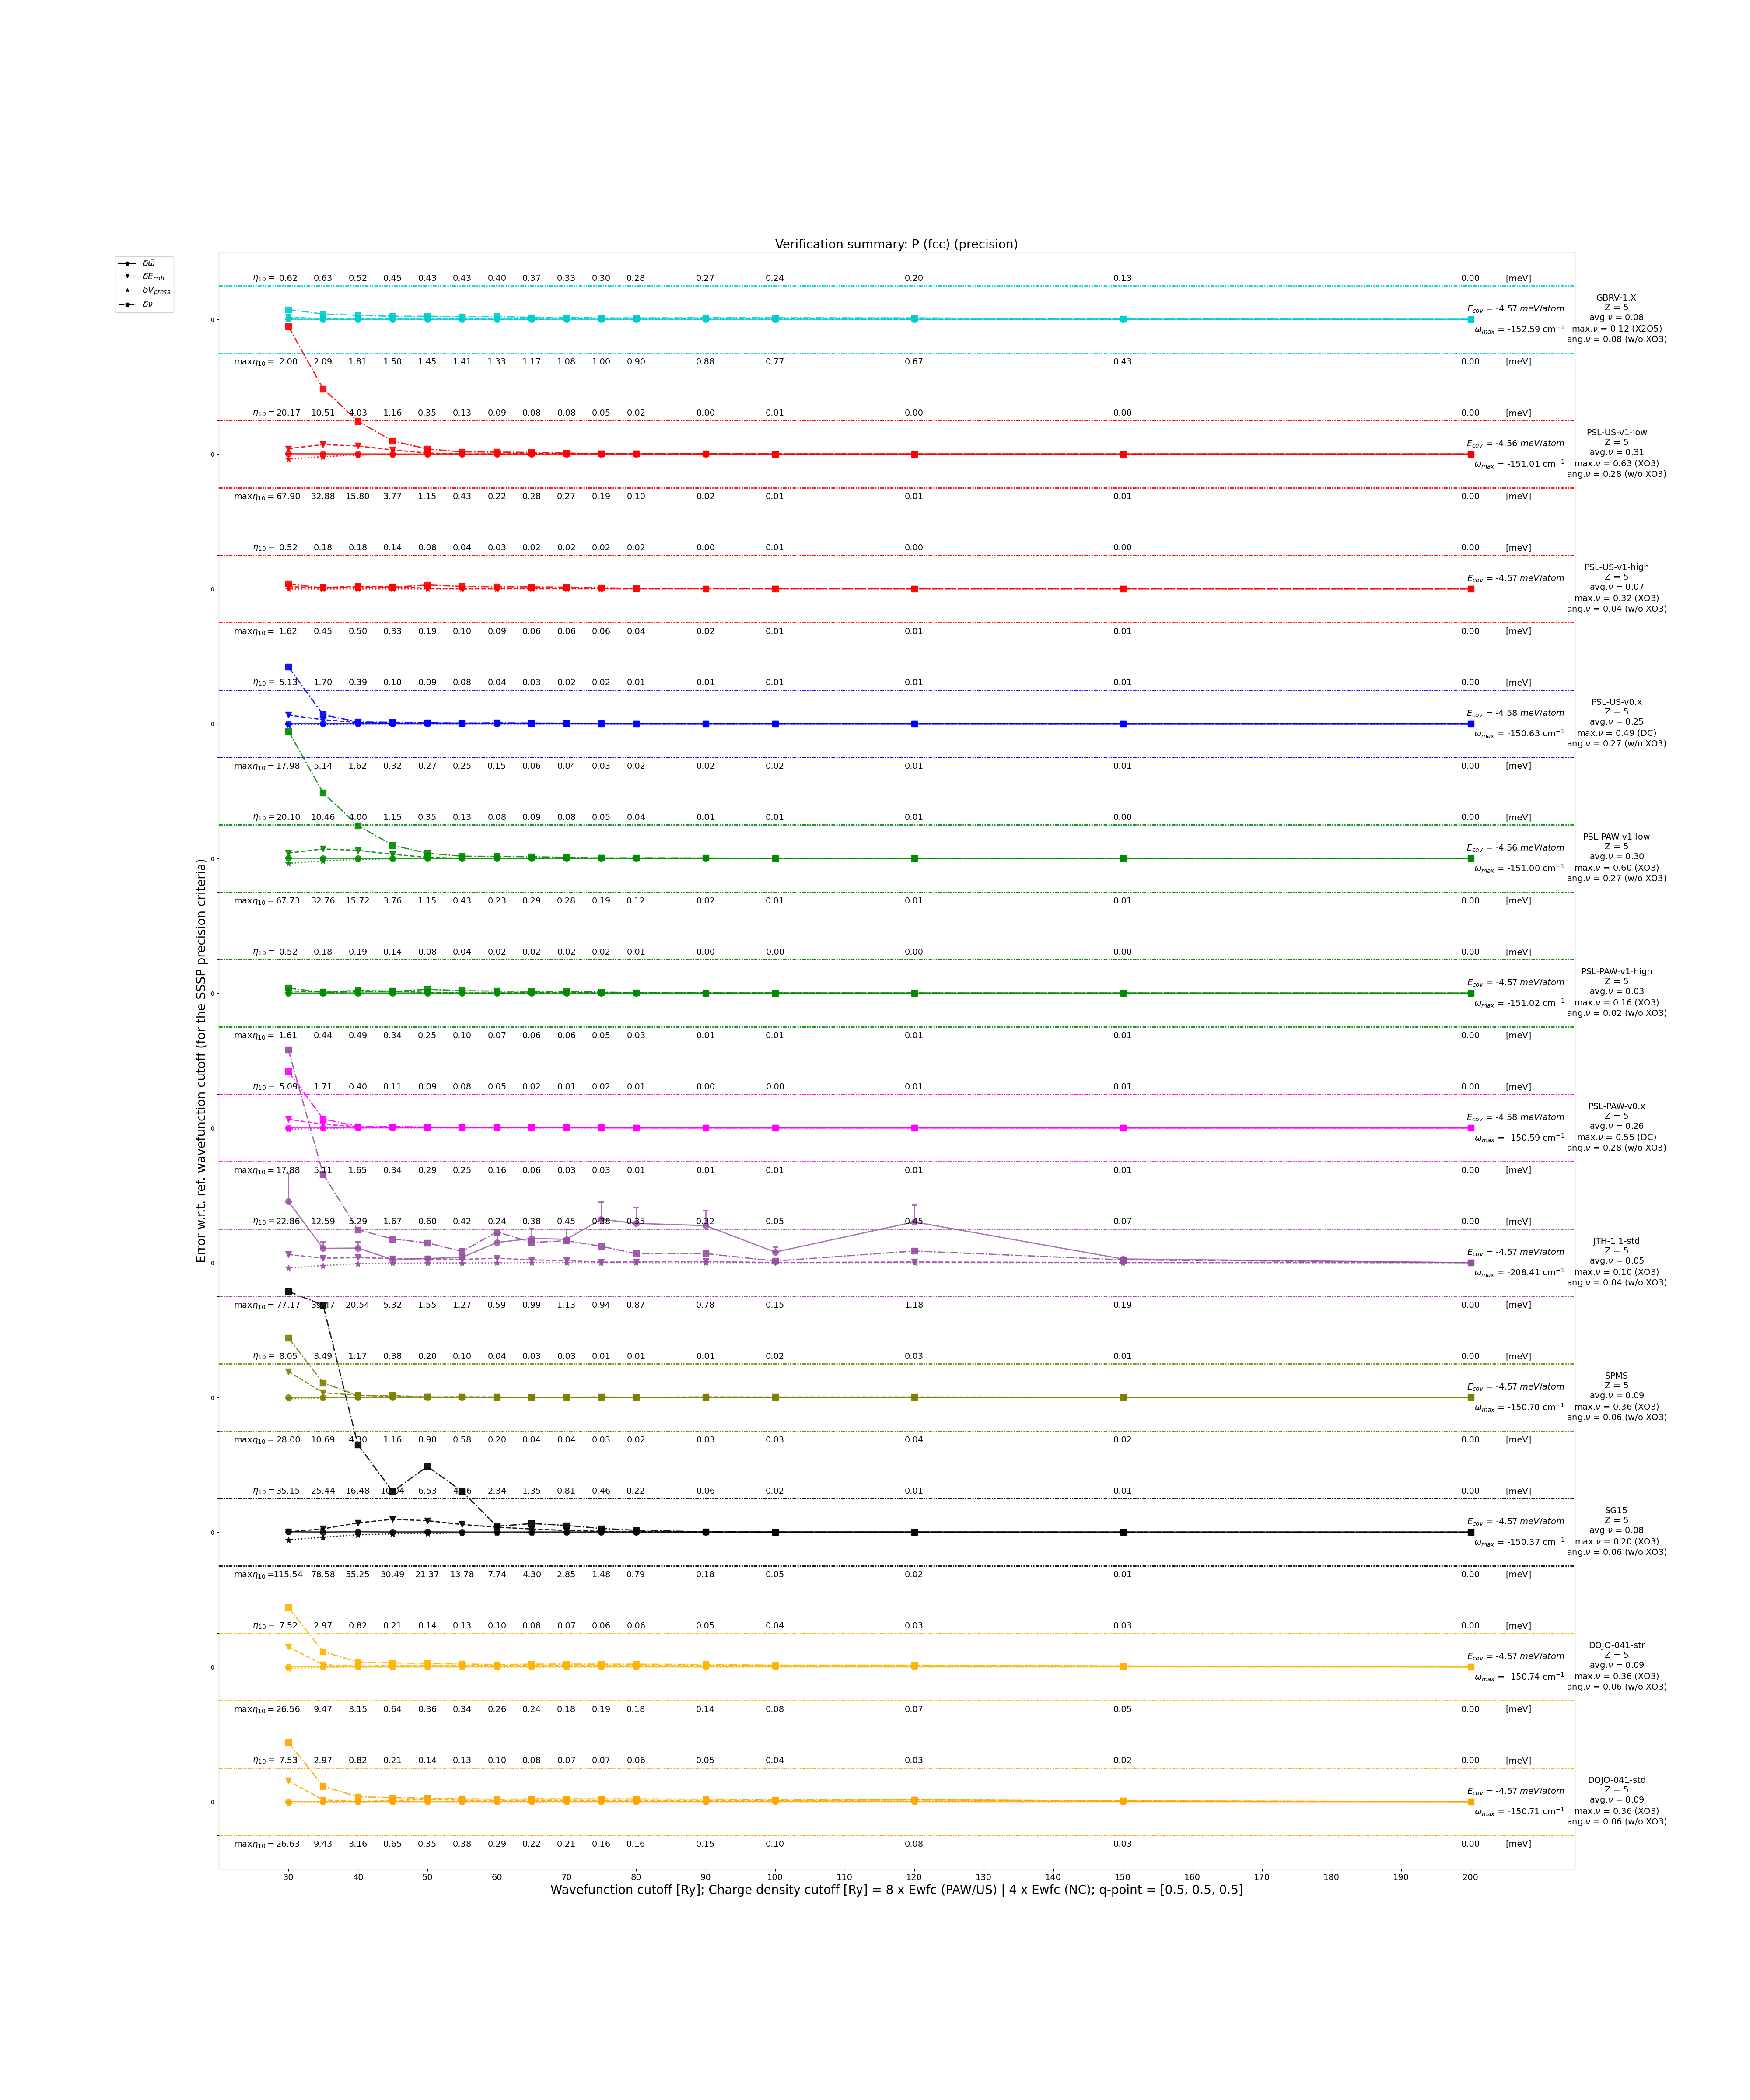 Verification summary: P (fcc) (precision)
δω̄
δE_coh
δV_press
δν
Error w.r.t. ref. wavefunction cutoff (for the SSSP precision criteria)
η₁₀ = 0.62 0.63 0.52 0.45 0.43 0.43 0.40 0.37 0.33 0.30 0.28 0.27 0.24 0.20 0.13 0.00 [meV]
0
E_cov = -4.57 meV/atom
ω_max = -152.59 cm⁻¹
GBRV-1.X
Z = 5
avg.ν = 0.08
max.ν = 0.12 (X2O5)
ang.ν = 0.08 (w/o XO3)
maxη₁₀ = 2.00 2.09 1.81 1.50 1.45 1.41 1.33 1.17 1.08 1.00 0.90 0.88 0.77 0.67 0.43 0.00 [meV]
η₁₀ = 20.17 10.51 4.03 1.16 0.35 0.13 0.09 0.08 0.08 0.05 0.02 0.00 0.01 0.00 0.00 0.00 [meV]
0
E_cov = -4.56 meV/atom
ω_max = -151.01 cm⁻¹
PSL-US-v1-low
Z = 5
avg.ν = 0.31
max.ν = 0.63 (XO3)
ang.ν = 0.28 (w/o XO3)
maxη₁₀ = 67.90 32.88 15.80 3.77 1.15 0.43 0.22 0.28 0.27 0.19 0.10 0.02 0.01 0.01 0.01 0.00 [meV]
η₁₀ = 0.52 0.18 0.18 0.14 0.08 0.04 0.03 0.02 0.02 0.02 0.02 0.00 0.01 0.00 0.00 0.00 [meV]
0
E_cov = -4.57 meV/atom
PSL-US-v1-high
Z = 5
avg.ν = 0.07
max.ν = 0.32 (XO3)
ang.ν = 0.04 (w/o XO3)
maxη₁₀ = 1.62 0.45 0.50 0.33 0.19 0.10 0.09 0.06 0.06 0.06 0.04 0.02 0.01 0.01 0.01 0.00 [meV]
η₁₀ = 5.13 1.70 0.39 0.10 0.09 0.08 0.04 0.03 0.02 0.02 0.01 0.01 0.01 0.01 0.01 0.00 [meV]
0
E_cov = -4.58 meV/atom
ω_max = -150.63 cm⁻¹
PSL-US-v0.x
Z = 5
avg.ν = 0.25
max.ν = 0.49 (DC)
ang.ν = 0.27 (w/o XO3)
maxη₁₀ = 17.98 5.14 1.62 0.32 0.27 0.25 0.15 0.06 0.04 0.03 0.02 0.02 0.02 0.01 0.01 0.00 [meV]
η₁₀ = 20.10 10.46 4.00 1.15 0.35 0.13 0.08 0.09 0.08 0.05 0.04 0.01 0.01 0.01 0.00 0.00 [meV]
0
E_cov = -4.56 meV/atom
ω_max = -151.00 cm⁻¹
PSL-PAW-v1-low
Z = 5
avg.ν = 0.30
max.ν = 0.60 (XO3)
ang.ν = 0.27 (w/o XO3)
maxη₁₀ = 67.73 32.76 15.72 3.76 1.15 0.43 0.23 0.29 0.28 0.19 0.12 0.02 0.01 0.01 0.01 0.00 [meV]
η₁₀ = 0.52 0.18 0.19 0.14 0.08 0.04 0.02 0.02 0.02 0.02 0.01 0.00 0.00 0.00 0.00 0.00 [meV]
0
E_cov = -4.57 meV/atom
ω_max = -151.02 cm⁻¹
PSL-PAW-v1-high
Z = 5
avg.ν = 0.03
max.ν = 0.16 (XO3)
ang.ν = 0.02 (w/o XO3)
maxη₁₀ = 1.61 0.44 0.49 0.34 0.25 0.10 0.07 0.06 0.06 0.05 0.03 0.01 0.01 0.01 0.01 0.00 [meV]
η₁₀ = 5.09 1.71 0.40 0.11 0.09 0.08 0.05 0.02 0.01 0.02 0.01 0.00 0.00 0.01 0.01 0.00 [meV]
0
E_cov = -4.58 meV/atom
ω_max = -150.59 cm⁻¹
PSL-PAW-v0.x
Z = 5
avg.ν = 0.26
max.ν = 0.55 (DC)
ang.ν = 0.28 (w/o XO3)
maxη₁₀ = 17.88 5.11 1.65 0.34 0.29 0.25 0.16 0.06 0.03 0.03 0.01 0.01 0.01 0.01 0.01 0.00 [meV]
η₁₀ = 22.86 12.59 5.29 1.67 0.60 0.42 0.24 0.38 0.45 0.38 0.35 0.32 0.05 0.45 0.07 0.00 [meV]
0
E_cov = -4.57 meV/atom
ω_max = -208.41 cm⁻¹
JTH-1.1-std
Z = 5
avg.ν = 0.05
max.ν = 0.10 (XO3)
ang.ν = 0.04 (w/o XO3)
maxη₁₀ = 77.17 20.54 5.32 1.55 1.27 0.59 0.99 1.13 0.94 0.87 0.78 0.15 1.18 0.19 0.00 [meV]
η₁₀ = 8.05 3.49 1.17 0.38 0.20 0.10 0.04 0.03 0.03 0.01 0.01 0.01 0.02 0.03 0.01 0.00 [meV]
0
E_cov = -4.57 meV/atom
ω_max = -150.70 cm⁻¹
SPMS
Z = 5
avg.ν = 0.09
max.ν = 0.36 (XO3)
ang.ν = 0.06 (w/o XO3)
maxη₁₀ = 28.00 10.69 4.30 1.16 0.90 0.58 0.20 0.04 0.04 0.03 0.02 0.03 0.03 0.04 0.02 0.00 [meV]
η₁₀ = 35.15 25.44 16.48 6.53 2.34 1.35 0.81 0.46 0.22 0.06 0.02 0.01 0.01 0.00 [meV]
0
E_cov = -4.57 meV/atom
ω_max = -150.37 cm⁻¹
SG15
Z = 5
avg.ν = 0.08
max.ν = 0.20 (XO3)
ang.ν = 0.06 (w/o XO3)
maxη₁₀ = 115.54 78.58 55.25 30.49 21.37 13.78 7.74 4.30 2.85 1.48 0.79 0.18 0.05 0.02 0.01 0.00 [meV]
η₁₀ = 7.52 2.97 0.82 0.21 0.14 0.13 0.10 0.08 0.07 0.06 0.06 0.05 0.04 0.03 0.03 0.00 [meV]
0
E_cov = -4.57 meV/atom
ω_max = -150.74 cm⁻¹
DOJO-041-str
Z = 5
avg.ν = 0.09
max.ν = 0.36 (XO3)
ang.ν = 0.06 (w/o XO3)
maxη₁₀ = 26.56 9.47 3.15 0.64 0.36 0.34 0.26 0.24 0.18 0.19 0.18 0.14 0.08 0.07 0.05 0.00 [meV]
η₁₀ = 7.53 2.97 0.82 0.21 0.14 0.13 0.10 0.08 0.07 0.07 0.06 0.05 0.04 0.03 0.02 0.00 [meV]
0
E_cov = -4.57 meV/atom
ω_max = -150.71 cm⁻¹
DOJO-041-std
Z = 5
avg.ν = 0.09
max.ν = 0.36 (XO3)
ang.ν = 0.06 (w/o XO3)
maxη₁₀ = 26.63 9.43 3.16 0.65 0.35 0.38 0.29 0.22 0.21 0.16 0.16 0.15 0.10 0.08 0.03 0.00 [meV]
30 40 50 60 70 80 90 100 110 120 130 140 150 160 170 180 190 200
Wavefunction cutoff [Ry]; Charge density cutoff [Ry] = 8 x Ewfc (PAW/US) | 4 x Ewfc (NC); q-point = [0.5, 0.5, 0.5]